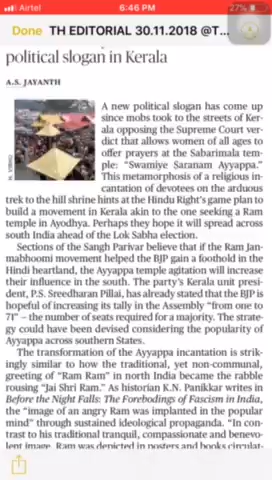 Airtel
6:46 PM
27%
Done
TH EDITORIAL 30.11.2018 @T...
political slogan in Kerala
A.S. JAYANTH
A new political slogan has come up
since mobs took to the streets of Ker-
ala opposing the Supreme Court ver-
dict that allows women of all ages to
offer prayers at the Sabarimala tem-
ple: “Swamiye Saranam Ayyappa.”
This metamorphosis of a religious in-
cantation of devotees on the arduous
trek to the hill shrine hints at the Hindu Right's game plan to
build a movement in Kerala akin to the one seeking a Ram
temple in Ayodhya. Perhaps they hope it will spread across
south India ahead of the Lok Sabha election.
Sections of the Sangh Parivar believe that if the Ram Jan-
mabhoomi movement helped the BJP gain a foothold in the
Hindi heartland, the Ayyappa temple agitation will increase
their influence in the south. The party's Kerala unit presi-
dent, P.S. Sreedharan Pillai, has already stated that the BJP is
hopeful of increasing its tally in the Assembly “from one to
71” – the number of seats required for a majority. The strate-
gy could have been devised considering the popularity of
Ayyappa across southern States.
The transformation of the Ayyappa incantation is strik-
ingly similar to how the traditional, yet non-communal,
greeting of “Ram Ram” in north India became the rabble
rousing “Jai Shri Ram.” As historian K.N. Panikkar writes in
Before the Night Falls: The Forebodings of Fascism in India,
the “image of an angry Ram was implanted in the popular
mind” through sustained ideological propaganda. “In con-
trast to his traditional tranquil, compassionate and benevo-
lent image, Ram was depicted in posters and books circulat-